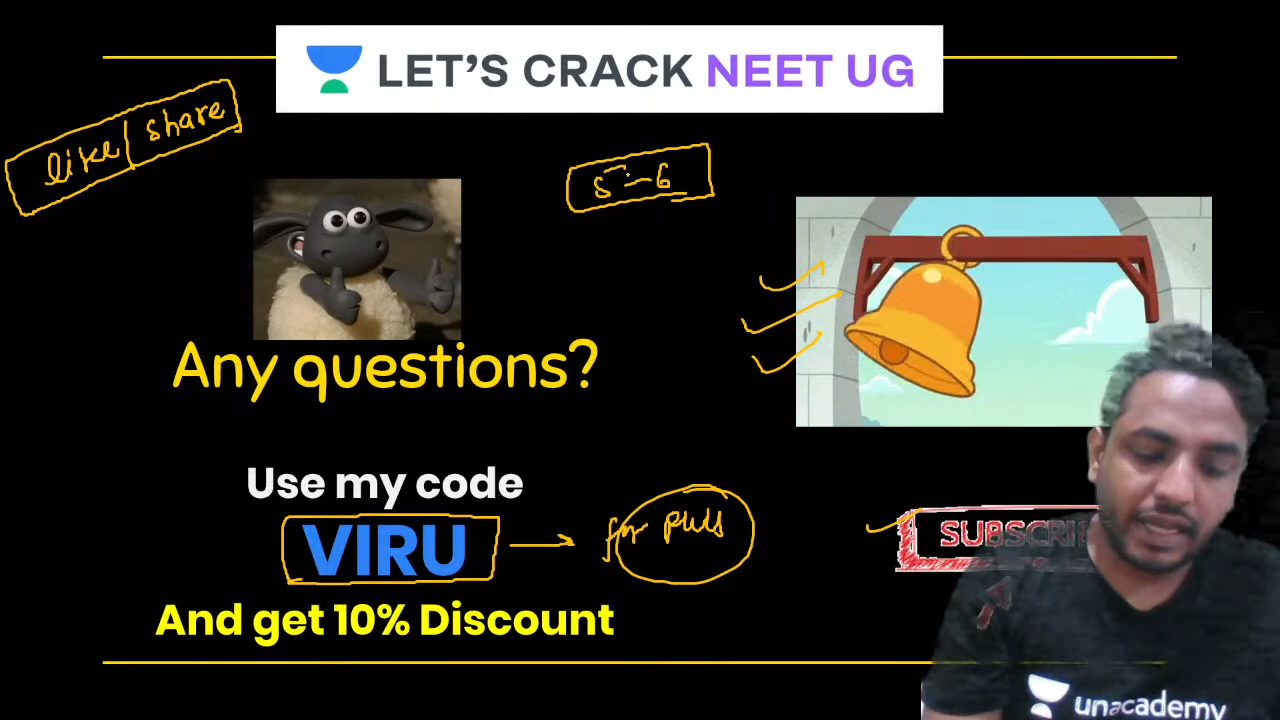 LET'S CRACK NEET UG
like/share
5-6
Any questions?
Use my code
VIRU
for plus
And get 10% Discount
SUBSCRI
unacademy